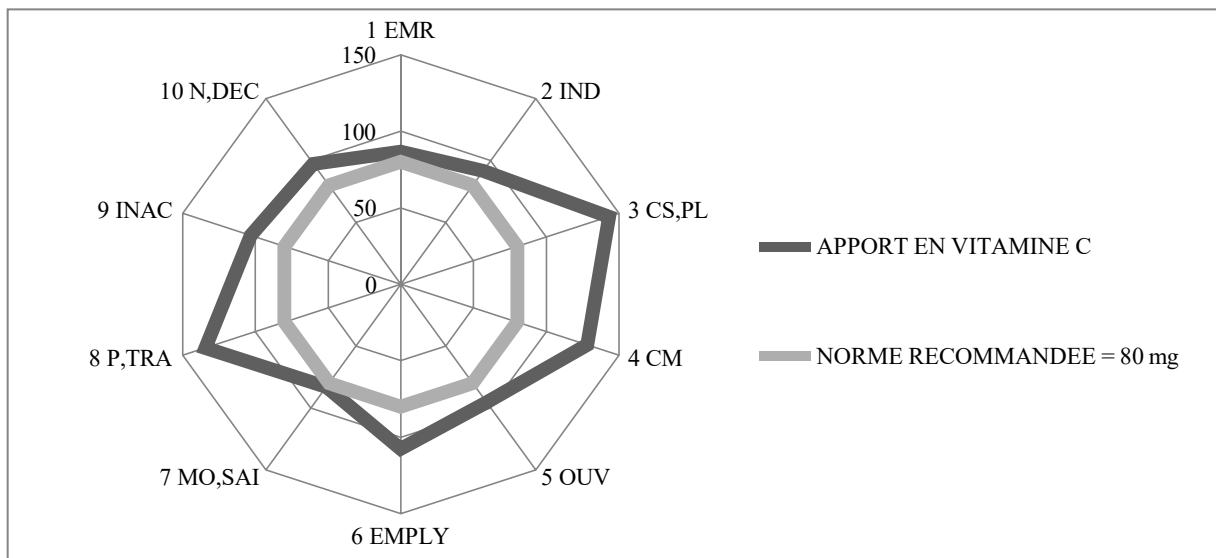 1 EMR
150
10 N,DEC
2 IND
100
50
9 INAC
3 CS,PL
0
8 P,TRA
4 CM
7 MO,SAI
5 OUV
6 EMPLY
APPORT EN VITAMINE C
NORME RECOMMANDEE = 80 mg